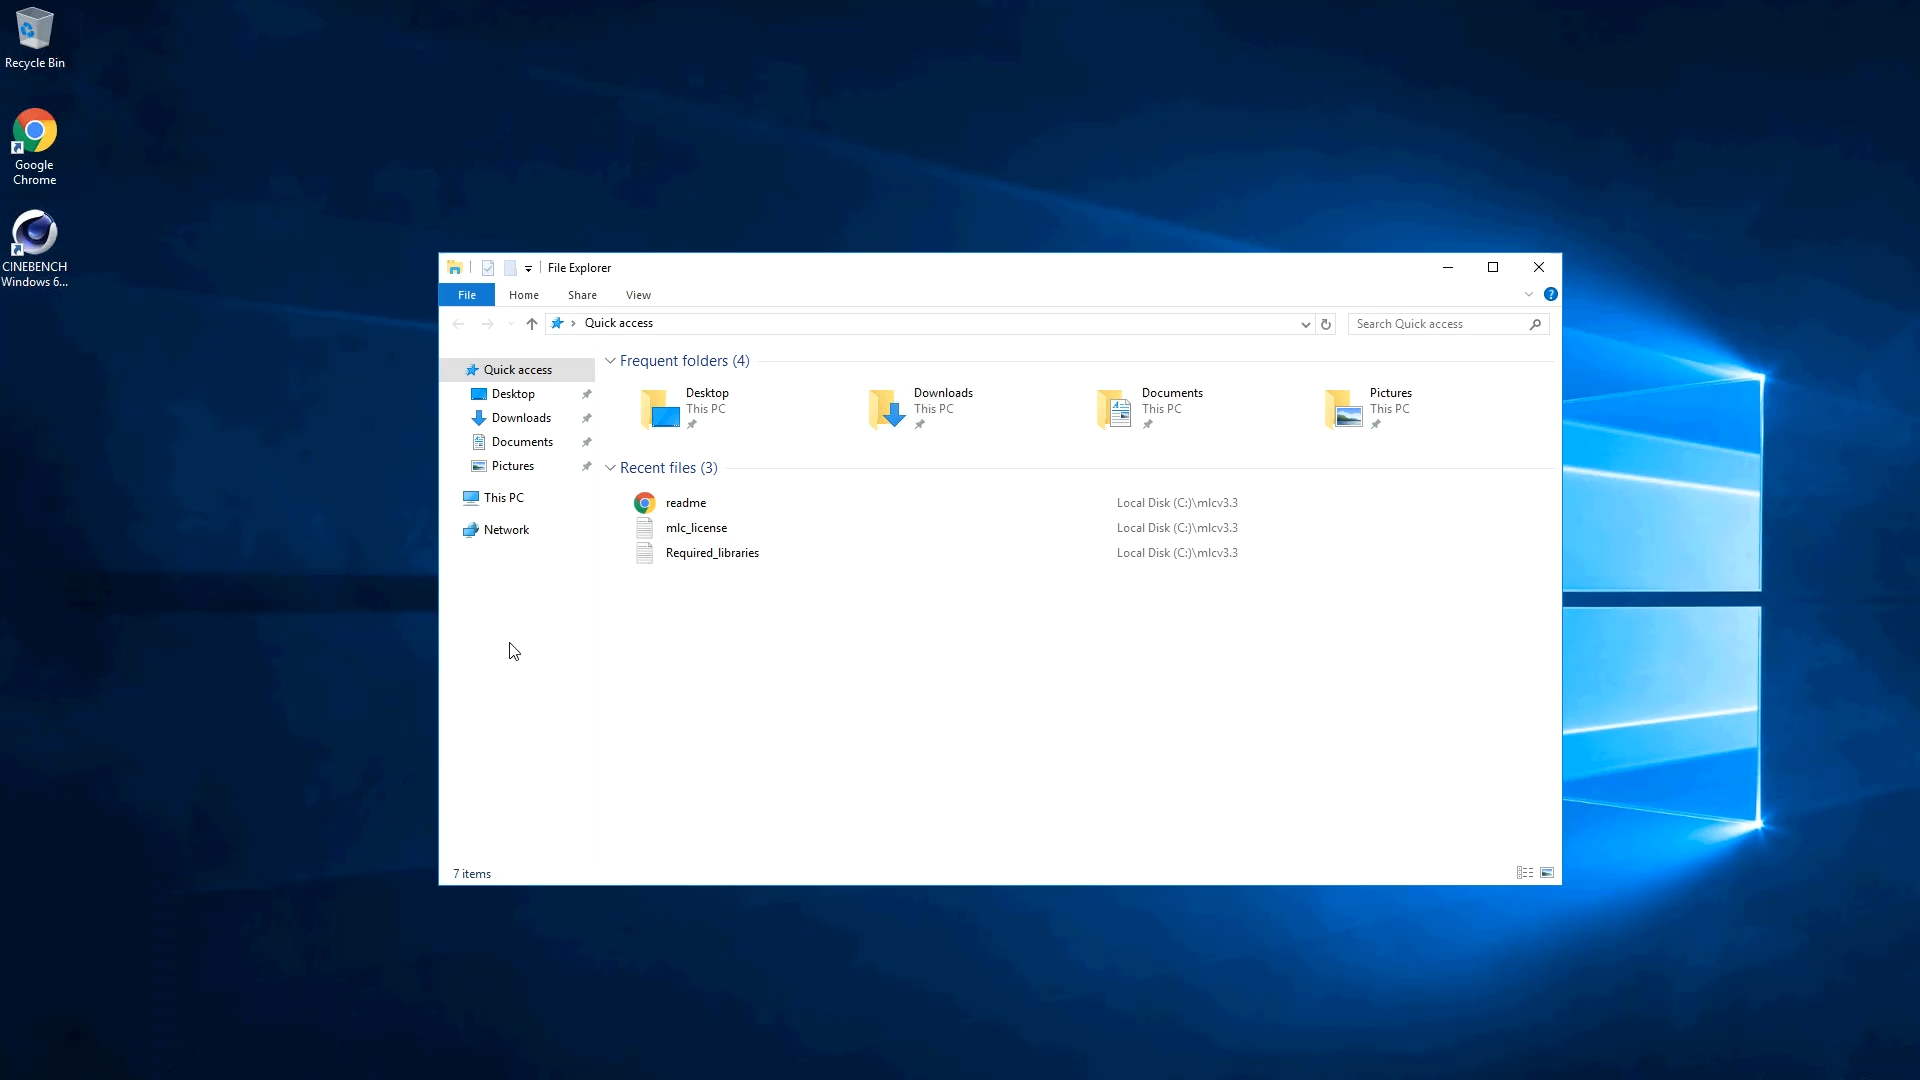 Recycle Bin
Google
Chrome
CINEBENCH
Windows 6...
File Explorer
File
Home
Share
View
?
Quick access
Search Quick access
Quick access
Desktop
Downloads
Documents
Pictures
This PC
Network
Frequent folders (4)
Desktop
This PC
Downloads
This PC
Documents
This PC
Pictures
This PC
Recent files (3)
readme Local Disk (C:)\mlcv3.3
mlc_license Local Disk (C:)\mlcv3.3
Required_libraries Local Disk (C:)\mlcv3.3
7 items